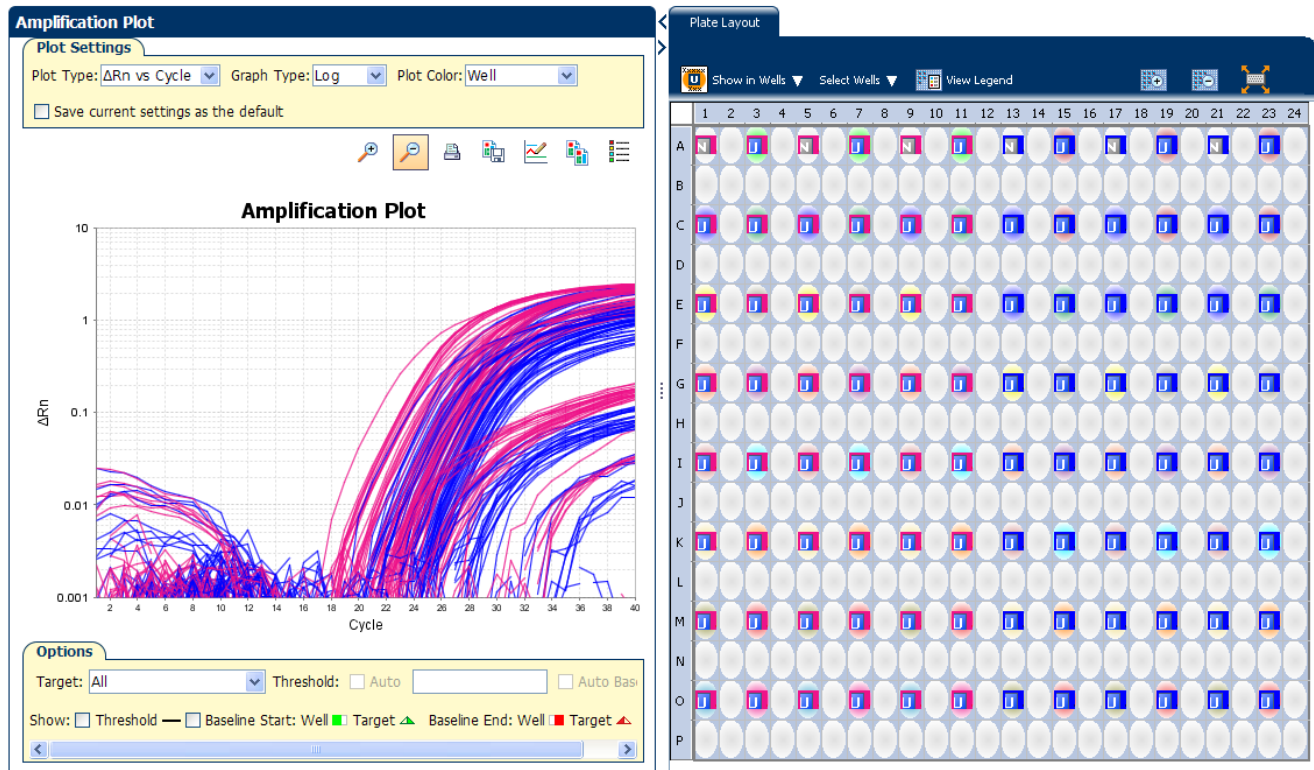 Amplification Plot
Plot Settings
Plot Type: ΔRn vs Cycle Graph Type: Log Plot Color: Well
Save current settings as the default
Amplification Plot
10
1
0.1
0.01
0.001
ΔRn
2 4 6 8 10 12 14 16 18 20 22 24 26 28 30 32 34 36 38 40
Cycle
Options
Target: All Threshold: Auto Auto Bas
Show: Threshold Baseline Start: Well Target Baseline End: Well Target
Plate Layout
U Show in Wells Select Wells View Legend
1 2 3 4 5 6 7 8 9 10 11 12 13 14 15 16 17 18 19 20 21 22 23 24
A N U N U N U N U N U N U
B
C U U U U U U U U U U U U
D
E U U U U U U U U U U U U
F
G U U U U U U U U U U U U
H
I U U U U U U U U U U U U
J
K U U U U U U U U U U U U
L
M U U U U U U U U U U U U
N
O U U U U U U U U U U U U
P